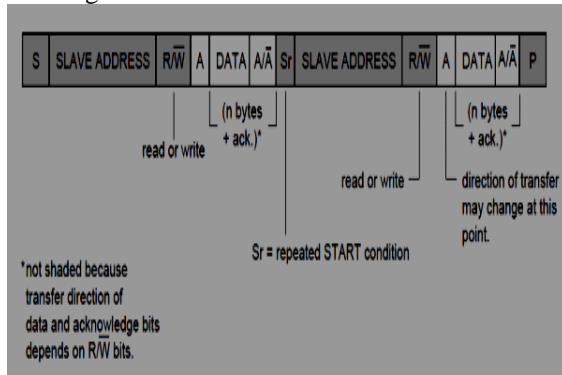 S SLAVE ADDRESS R/W̅ A DATA A/A̅ Sr SLAVE ADDRESS R/W̅ A DATA A/A̅ P
(n bytes
+ ack.)*
(n bytes
+ ack.)*
read or write
read or write
direction of transfer
may change at this
point.
Sr = repeated START condition
*not shaded because
transfer direction of
data and acknowledge bits
depends on R/W̅ bits.